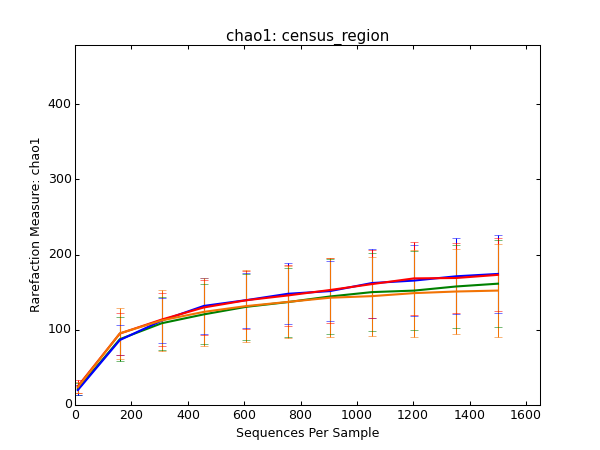 chao1: census_region
Rarefaction Measure: chao1
400
300
200
100
0
0 200 400 600 800 1000 1200 1400 1600
Sequences Per Sample